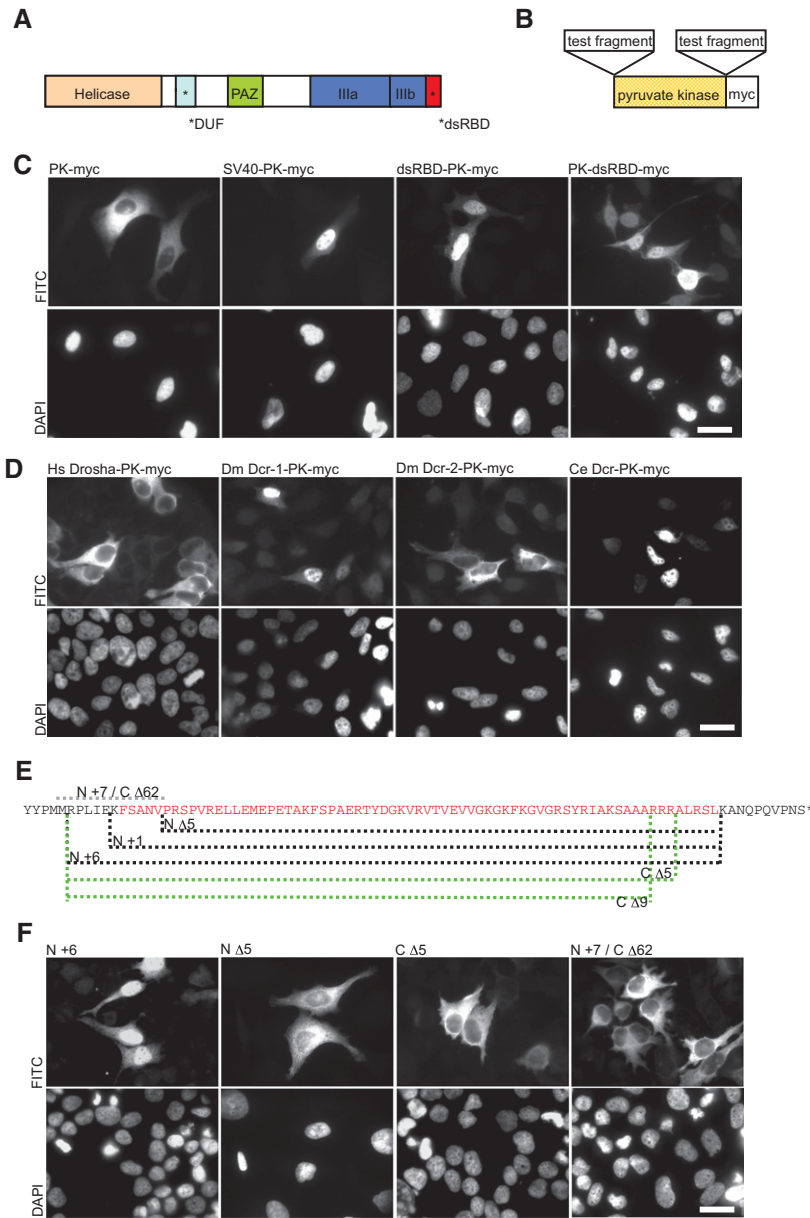 A
B
test fragment test fragment
Helicase * PAZ IIIa IIIb *
*DUF *dsRBD
pyruvate kinase myc
C
PK-myc SV40-PK-myc dsRBD-PK-myc PK-dsRBD-myc
FITC
DAPI
D
Hs Drosha-PK-myc Dm Dcr-1-PK-myc Dm Dcr-2-PK-myc Ce Dcr-PK-myc
FITC
DAPI
E
N +7 / C Δ62
YYPMMRPLIEKFSANVPRSPVRELLEMEPETAKFSPAERTYDGKVRVTVEVVGKGKFKGVGRSYRIAKSAAARRRALRSLKANQPQVPNS*
N Δ5
N +1
N +6
C Δ5
C Δ9
F
N +6 N Δ5 C Δ5 N +7 / C Δ62
FITC
DAPI